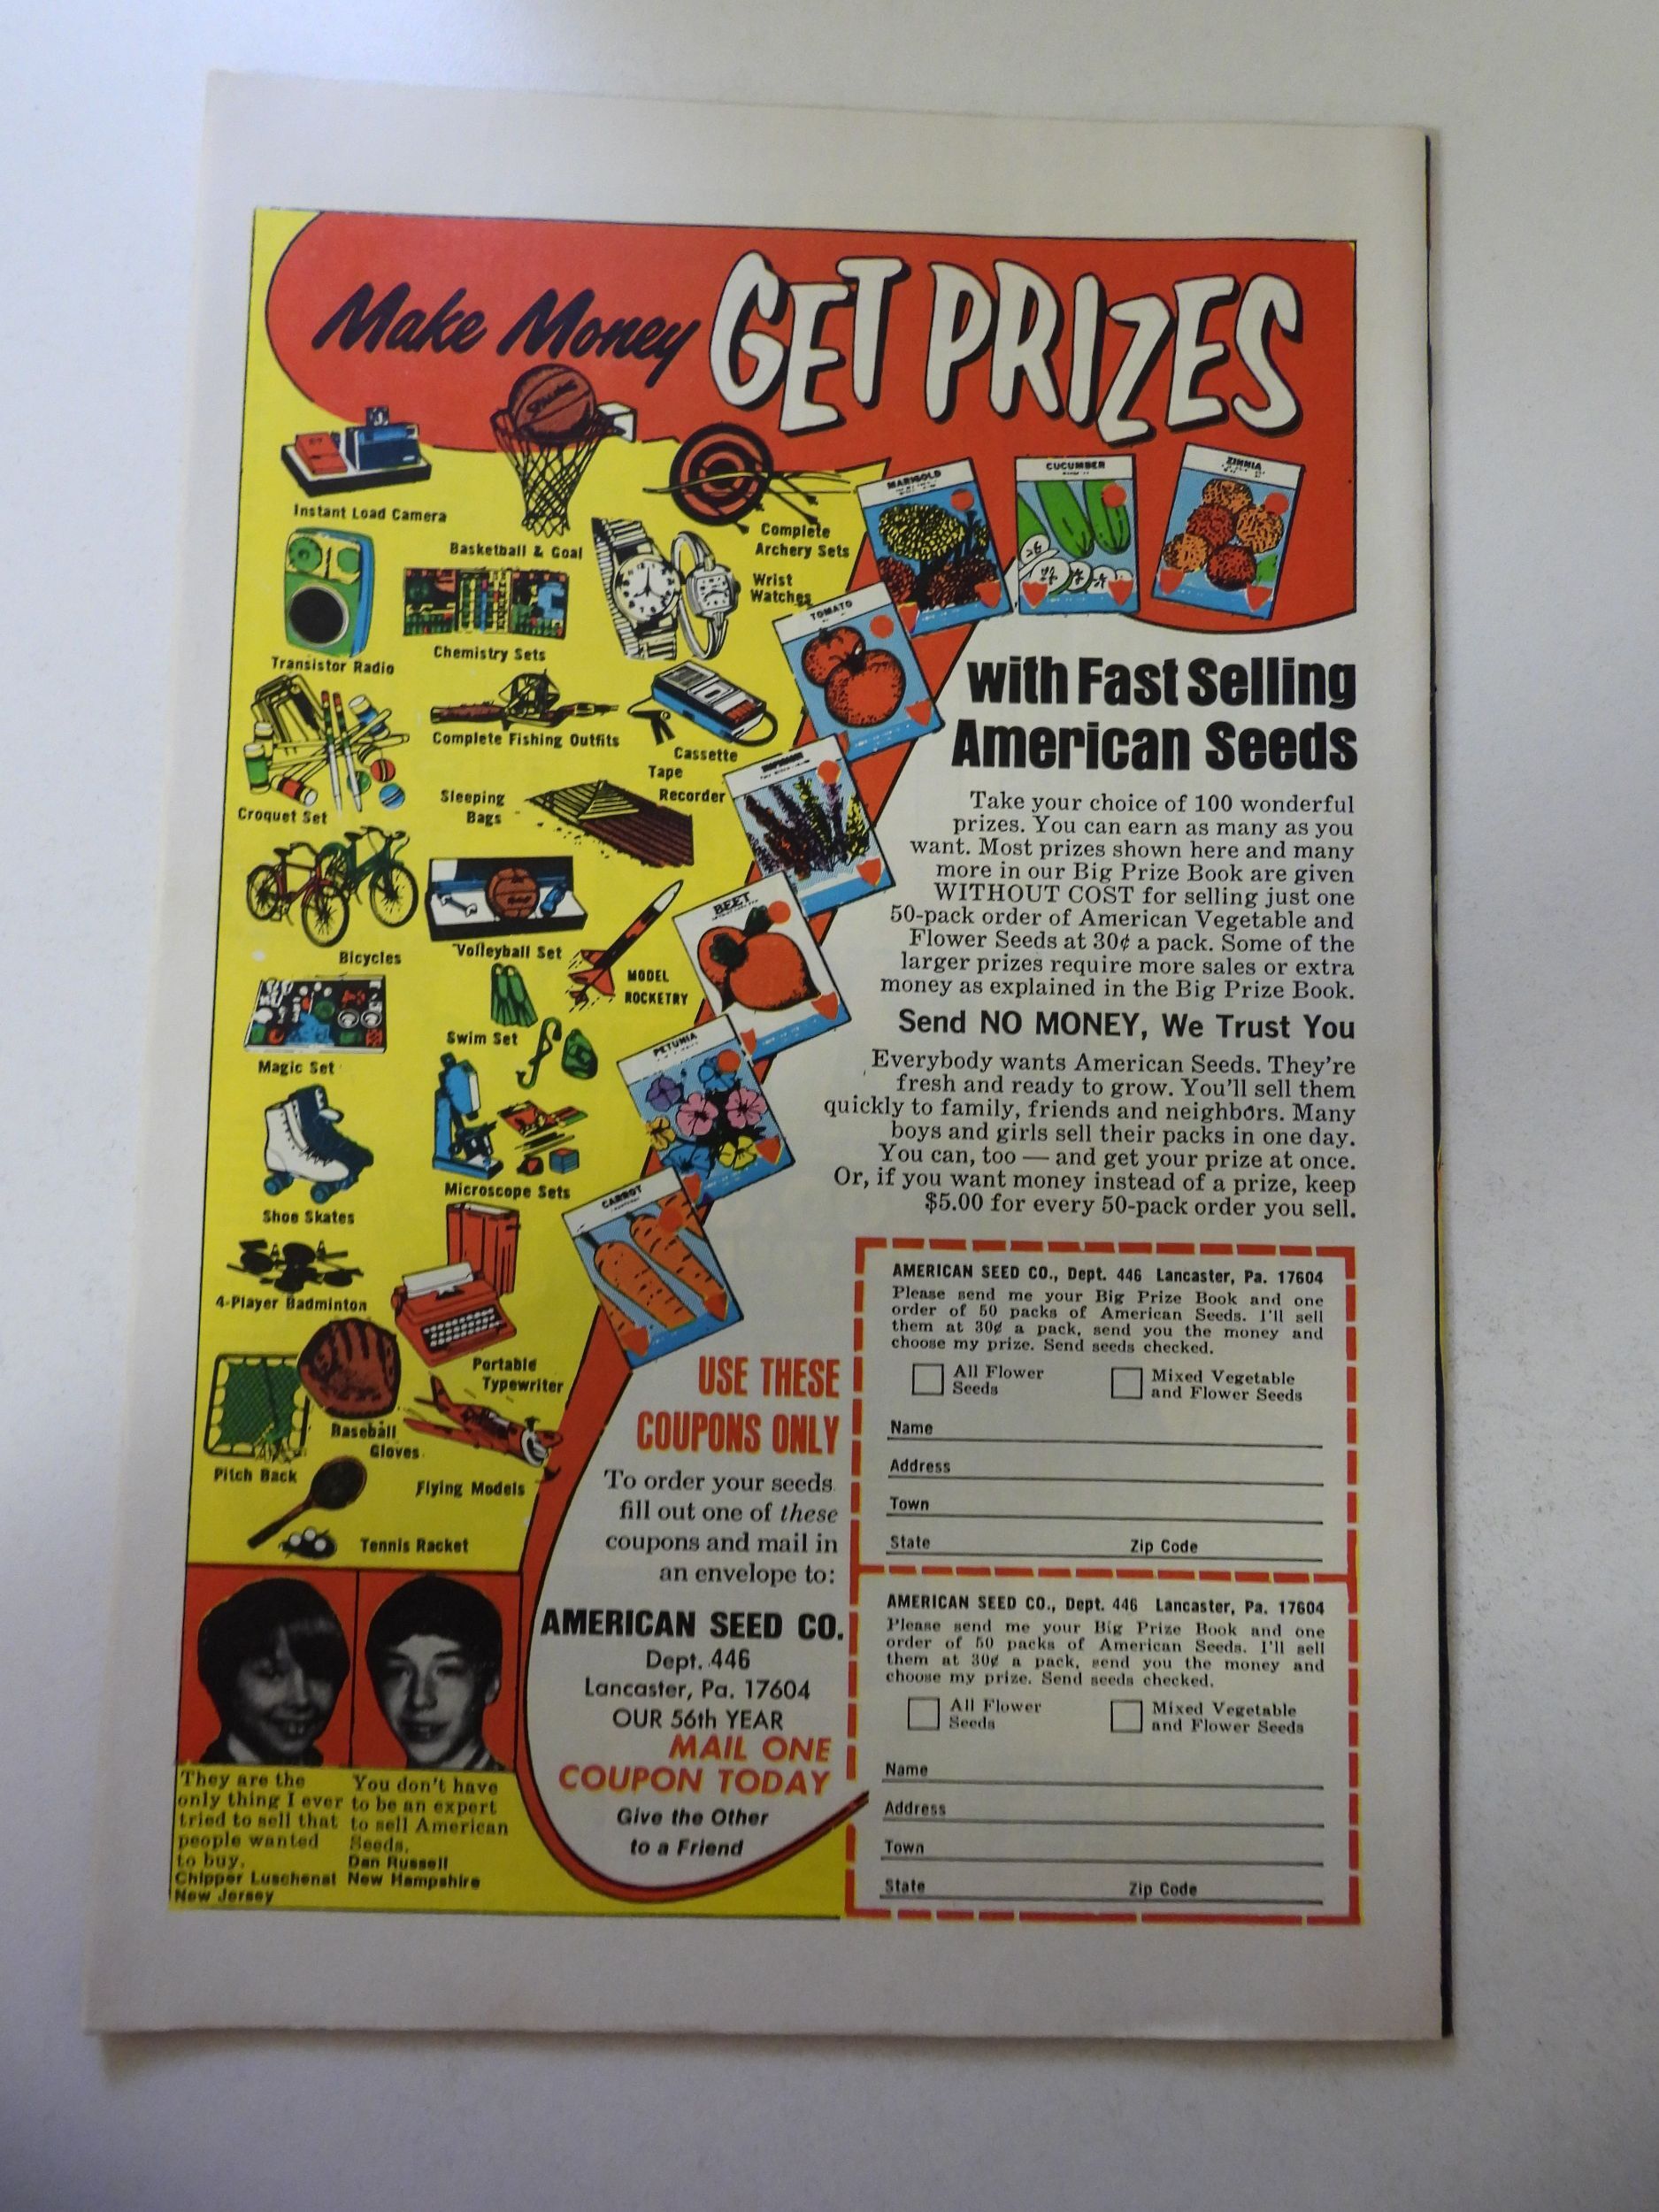 Make Money GET PRIZES
Instant Load Camera
Basketball & Goal
Complete
Archery Sets
Wrist
Watches
Transistor Radio
Chemistry Sets
Complete Fishing Outfits
Cassette
Tape
Recorder
Croquet Set
Sleeping
Bags
Bicycles
Volleyball Set
MODEL
ROCKETRY
Magic Set
Swim Set
Shoe Skates
Microscope Sets
4-Player Badminton
Portable
Typewriter
Baseball
Gloves
Pitch Back
Flying Models
Tennis Racket
MARIGOLD
CUCUMBER
ZINNIA
TOMATO
BEET
PETUNIA
CARROT
with Fast Selling
American Seeds
Take your choice of 100 wonderful
prizes. You can earn as many as you
want. Most prizes shown here and many
more in our Big Prize Book are given
WITHOUT COST for selling just one
50-pack order of American Vegetable and
Flower Seeds at 30¢ a pack. Some of the
larger prizes require more sales or extra
money as explained in the Big Prize Book.
Send NO MONEY, We Trust You
Everybody wants American Seeds. They're
fresh and ready to grow. You'll sell them
quickly to family, friends and neighbors. Many
boys and girls sell their packs in one day.
You can, too — and get your prize at once.
Or, if you want money instead of a prize, keep
$5.00 for every 50-pack order you sell.
USE THESE
COUPONS ONLY
To order your seeds
fill out one of these
coupons and mail in
an envelope to:
AMERICAN SEED CO.
Dept. 446
Lancaster, Pa. 17604
OUR 56th YEAR
MAIL ONE
COUPON TODAY
Give the Other
to a Friend
AMERICAN SEED CO., Dept. 446 Lancaster, Pa. 17604
Please send me your Big Prize Book and one
order of 50 packs of American Seeds. I'll sell
them at 30¢ a pack, send you the money and
choose my prize. Send seeds checked.
All Flower
Seeds
Mixed Vegetable
and Flower Seeds
Name
Address
Town
State Zip Code
AMERICAN SEED CO., Dept. 446 Lancaster, Pa. 17604
Please send me your Big Prize Book and one
order of 50 packs of American Seeds. I'll sell
them at 30¢ a pack, send you the money and
choose my prize. Send seeds checked.
All Flower
Seeds
Mixed Vegetable
and Flower Seeds
Name
Address
Town
State Zip Code
They are the
only thing I ever
tried to sell that
people wanted
to buy.
Chipper Luschenat
New Jersey
You don't have
to be an expert
to sell American
Seeds.
Dan Russell
New Hampshire